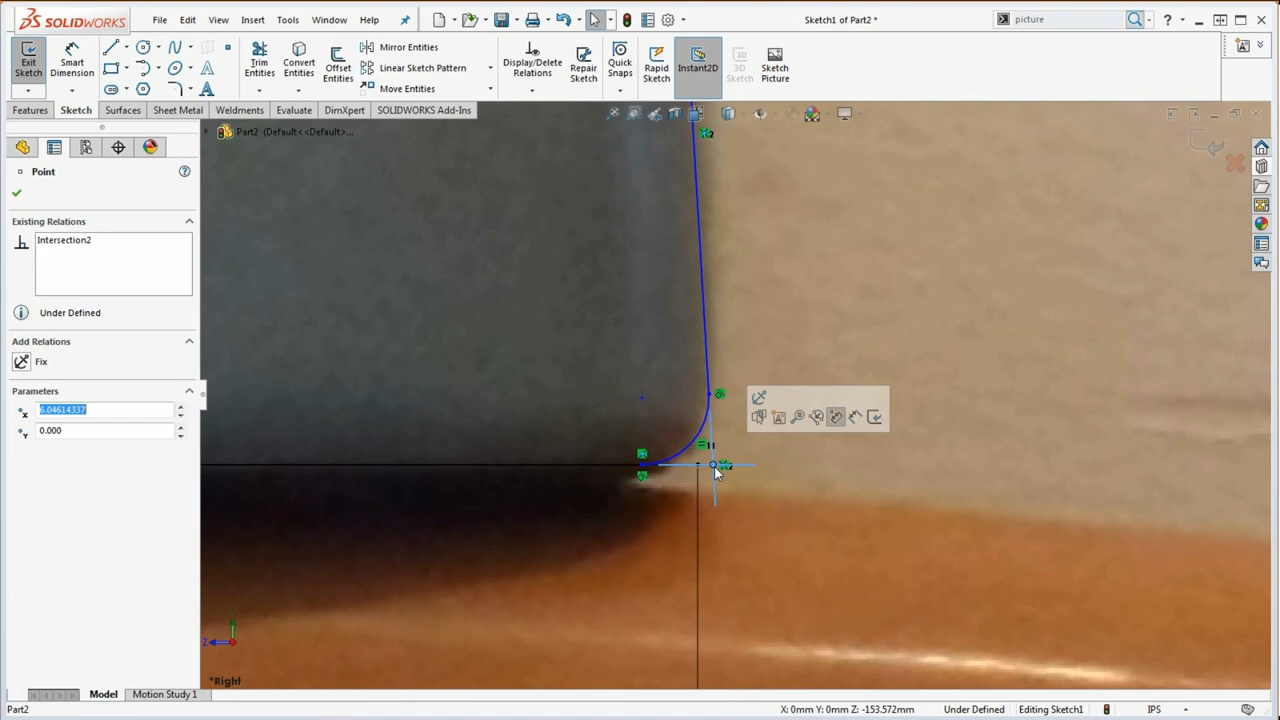 SOLIDWORKS File Edit View Insert Tools Window Help Sketch1 of Part2 * picture
Exit Sketch
Smart Dimension
Trim Entities
Convert Entities
Offset Entities
Mirror Entities
Linear Sketch Pattern
Move Entities
Display/Delete Relations
Repair Sketch
Quick Snaps
Rapid Sketch
Instant2D
3D Sketch
Sketch Picture
Features Sketch Surfaces Sheet Metal Weldments Evaluate DimXpert SOLIDWORKS Add-Ins
Part2 (Default<<Default>...
Point
Existing Relations
Intersection2
Under Defined
Add Relations
Fix
Parameters
6.04614337
0.000
Z
*Right
Model Motion Study 1
Part2 X: 0mm Y: 0mm Z: -153.572mm Under Defined Editing Sketch1 IPS